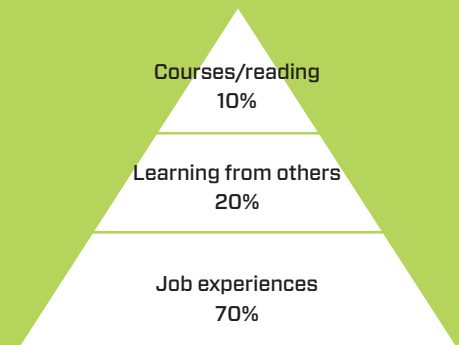 Courses/reading
10%
Learning from others
20%
Job experiences
70%